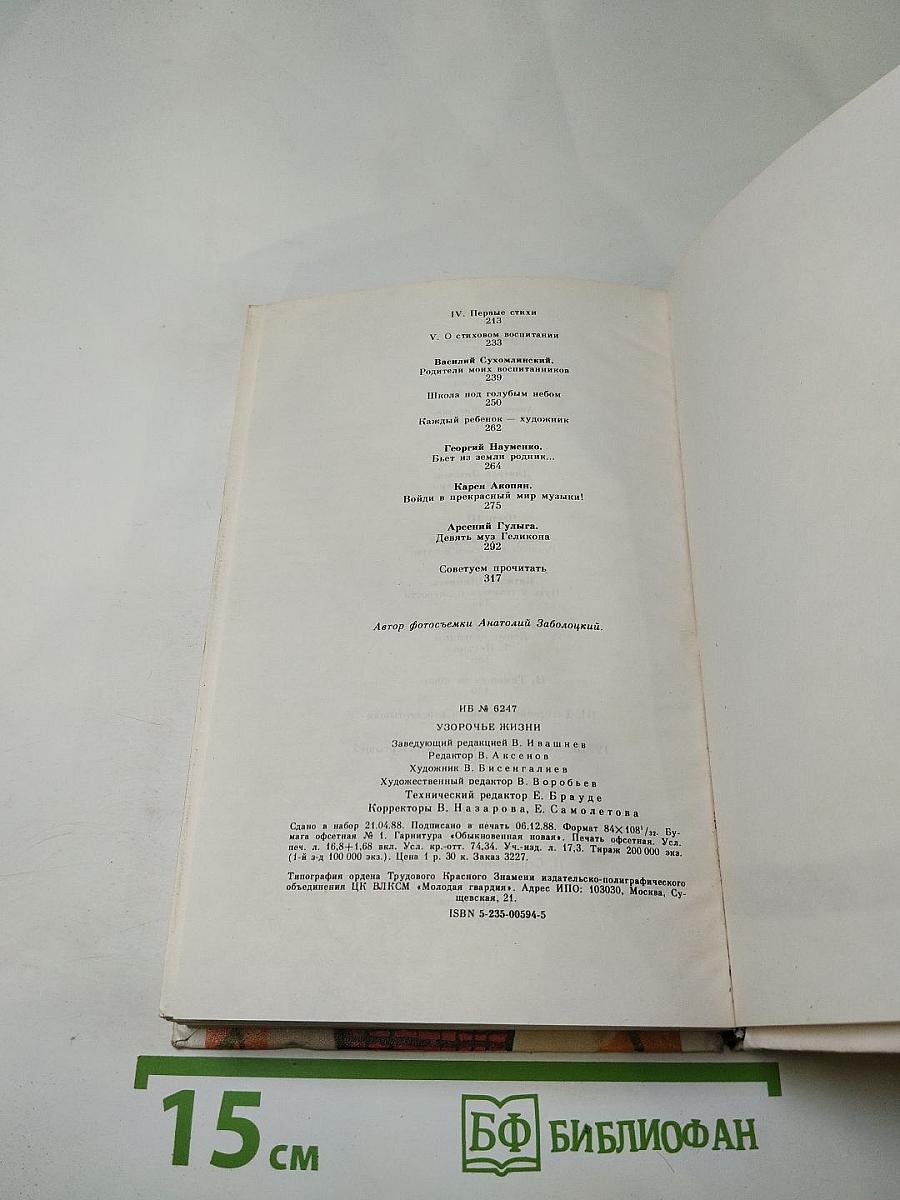 IV. Первые стихи
213
V. О стиховом воспитании
233
Василий Сухомлинский.
Родители моих воспитанников
239
Школа под голубым небом
250
Каждый ребенок — художник
262
Георгий Науменко.
Бьет из земли родник...
264
Карен Акопян.
Войди в прекрасный мир музыки!
275
Арсений Гулыга.
Девять муз Геликона
292
Советуем прочитать
317
Автор фотосъемки Анатолий Заболоцкий.
ИБ № 6247
УЗОРОЧЬЕ ЖИЗНИ
Заведующий редакцией В. Ивашнев
Редактор В. Аксенов
Художник В. Бисенгалиев
Художественный редактор В. Воробьев
Технический редактор Е. Брауде
Корректоры В. Назарова, Е. Самолетова
Сдано в набор 21.04.88. Подписано в печать 06.12.88. Формат 84×108¹/₃₂. Бу-
мага офсетная № 1. Гарнитура «Обыкновенная новая». Печать офсетная. Усл.
печ. л. 16,8+1,68 вкл. Усл. кр.-отт. 74,34. Уч.-изд. л. 17,3. Тираж 200 000 экз.
(1-й з-д 100 000 экз.). Цена 1 р. 30 к. Заказ 3227.
Типография ордена Трудового Красного Знамени издательско-полиграфического
объединения ЦК ВЛКСМ «Молодая гвардия». Адрес ИПО: 103030, Москва, Су-
щевская, 21.
ISBN 5-235-00594-5
15 см
БФ БИБЛИОФАН